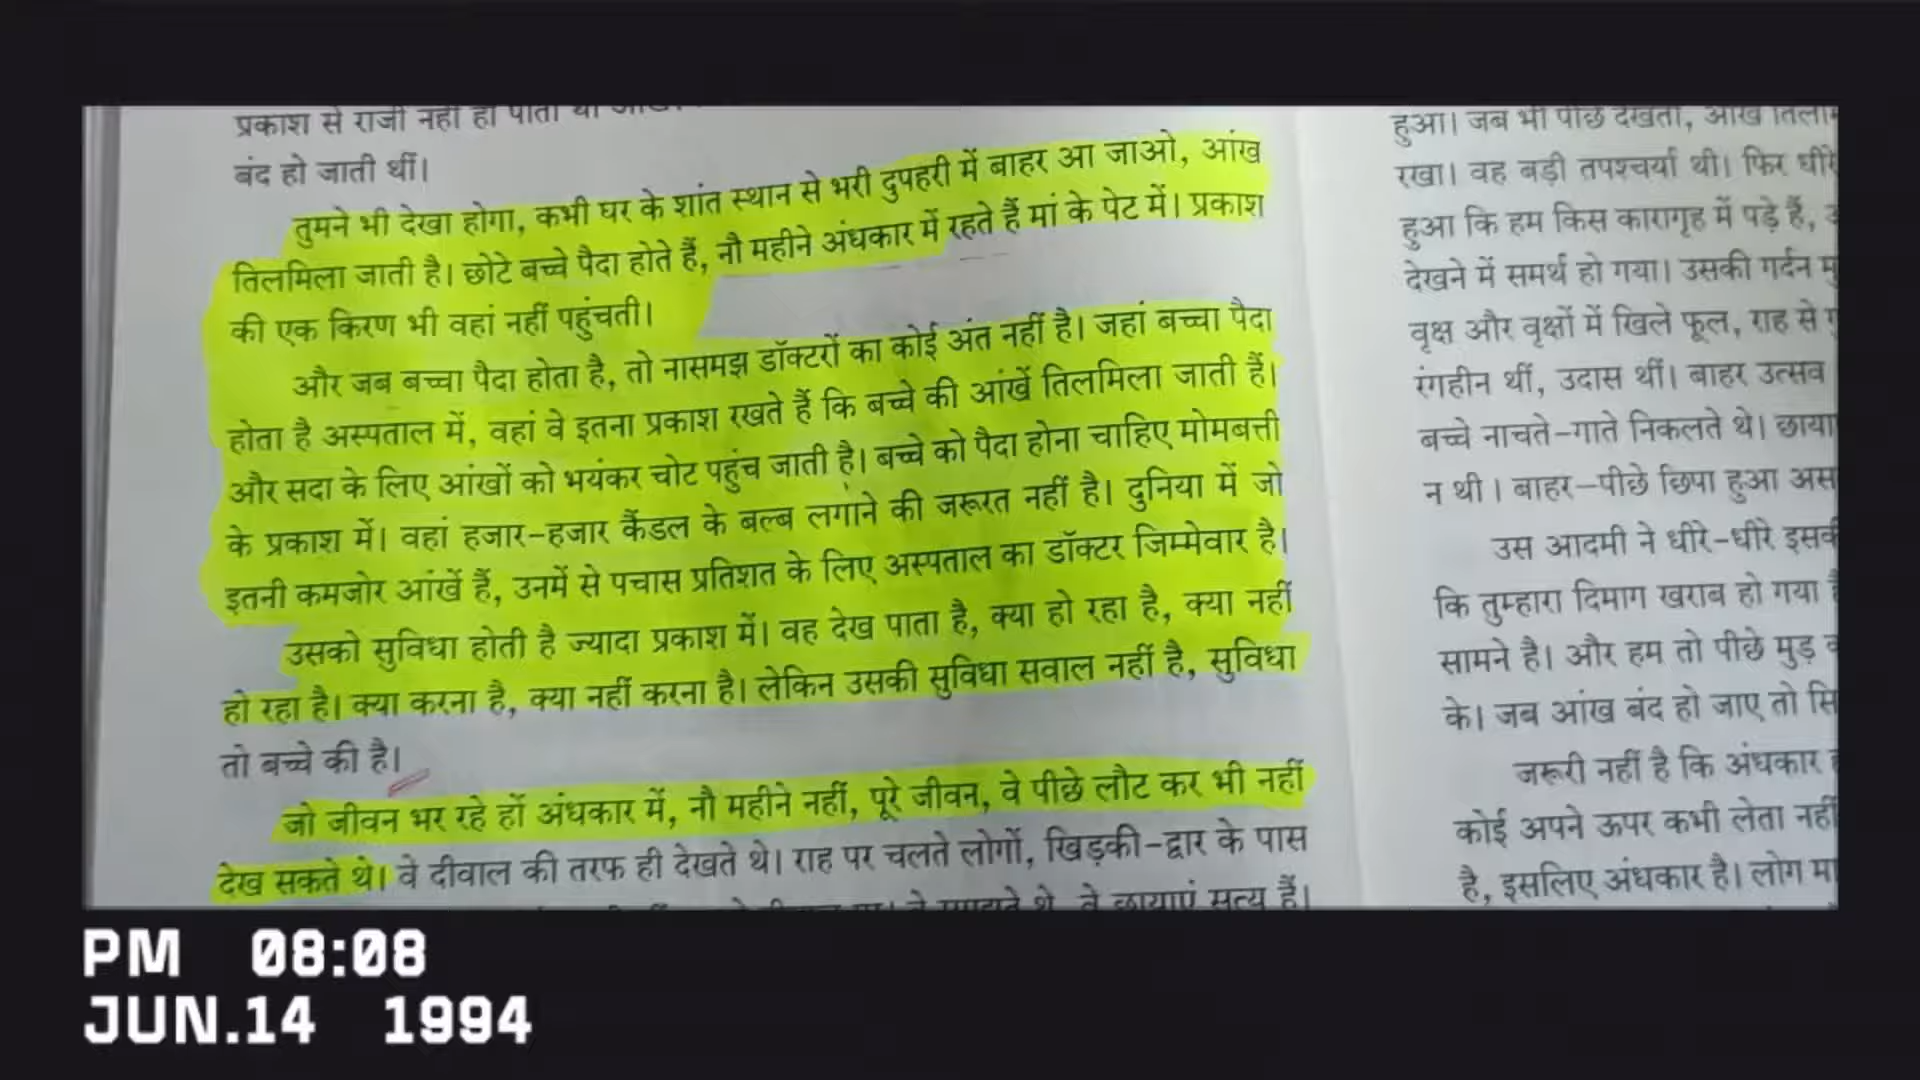 प्रकाश से राजी नहीं हो पाती थीं
बंद हो जाती थीं।
तुमने भी देखा होगा, कभी घर के शांत स्थान से भरी दुपहरी में बाहर आ जाओ, आंख
तिलमिला जाती है। छोटे बच्चे पैदा होते हैं, नौ महीने अंधकार में रहते हैं मां के पेट में। प्रकाश
की एक किरण भी वहां नहीं पहुंचती।
और जब बच्चा पैदा होता है, तो नासमझ डॉक्टरों का कोई अंत नहीं है। जहां बच्चा पैदा
होता है अस्पताल में, वहां वे इतना प्रकाश रखते हैं कि बच्चे की आंखें तिलमिला जाती हैं।
और सदा के लिए आंखों को भयंकर चोट पहुंच जाती है। बच्चे को पैदा होना चाहिए मोमबत्ती
के प्रकाश में। वहां हजार-हजार कैंडल के बल्ब लगाने की जरूरत नहीं है। दुनिया में जो
इतनी कमजोर आंखें हैं, उनमें से पचास प्रतिशत के लिए अस्पताल का डॉक्टर जिम्मेवार है।
उसको सुविधा होती है ज्यादा प्रकाश में। वह देख पाता है, क्या हो रहा है, क्या नहीं
हो रहा है। क्या करना है, क्या नहीं करना है। लेकिन उसकी सुविधा सवाल नहीं है, सुविधा
तो बच्चे की है।
जो जीवन भर रहे हों अंधकार में, नौ महीने नहीं, पूरे जीवन, वे पीछे लौट कर भी नहीं
देख सकते थे। वे दीवाल की तरफ ही देखते थे। राह पर चलते लोगों, खिड़की-द्वार के पास
वे छायाएं सत्य हैं।
हुआ। जब भी पीछे देखता, आंख
रखा। वह बड़ी तपश्चर्या थी। फिर धीरे
हुआ कि हम किस कारागृह में पड़े हैं,
देखने में समर्थ हो गया। उसकी गर्दन
वृक्ष और वृक्षों में खिले फूल, राह से
रंगहीन थीं, उदास थीं। बाहर उत्सव
बच्चे नाचते-गाते निकलते थे। छाया
न थी। बाहर-पीछे छिपा हुआ
उस आदमी ने धीरे-धीरे
कि तुम्हारा दिमाग खराब हो गया
सामने है। और हम तो पीछे मुड़
के। जब आंख बंद हो जाए तो
जरूरी नहीं है कि अंधकार
कोई अपने ऊपर कभी लेता नहीं
है, इसलिए अंधकार है। लोग
PM 08:08
JUN.14 1994